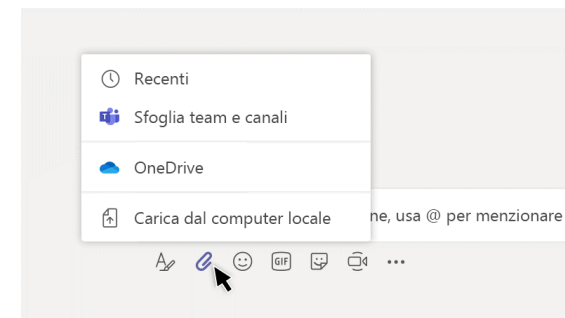 Recenti
Sfoglia team e canali
OneDrive
Carica dal computer locale
ne, usa @ per menzionare
GIF